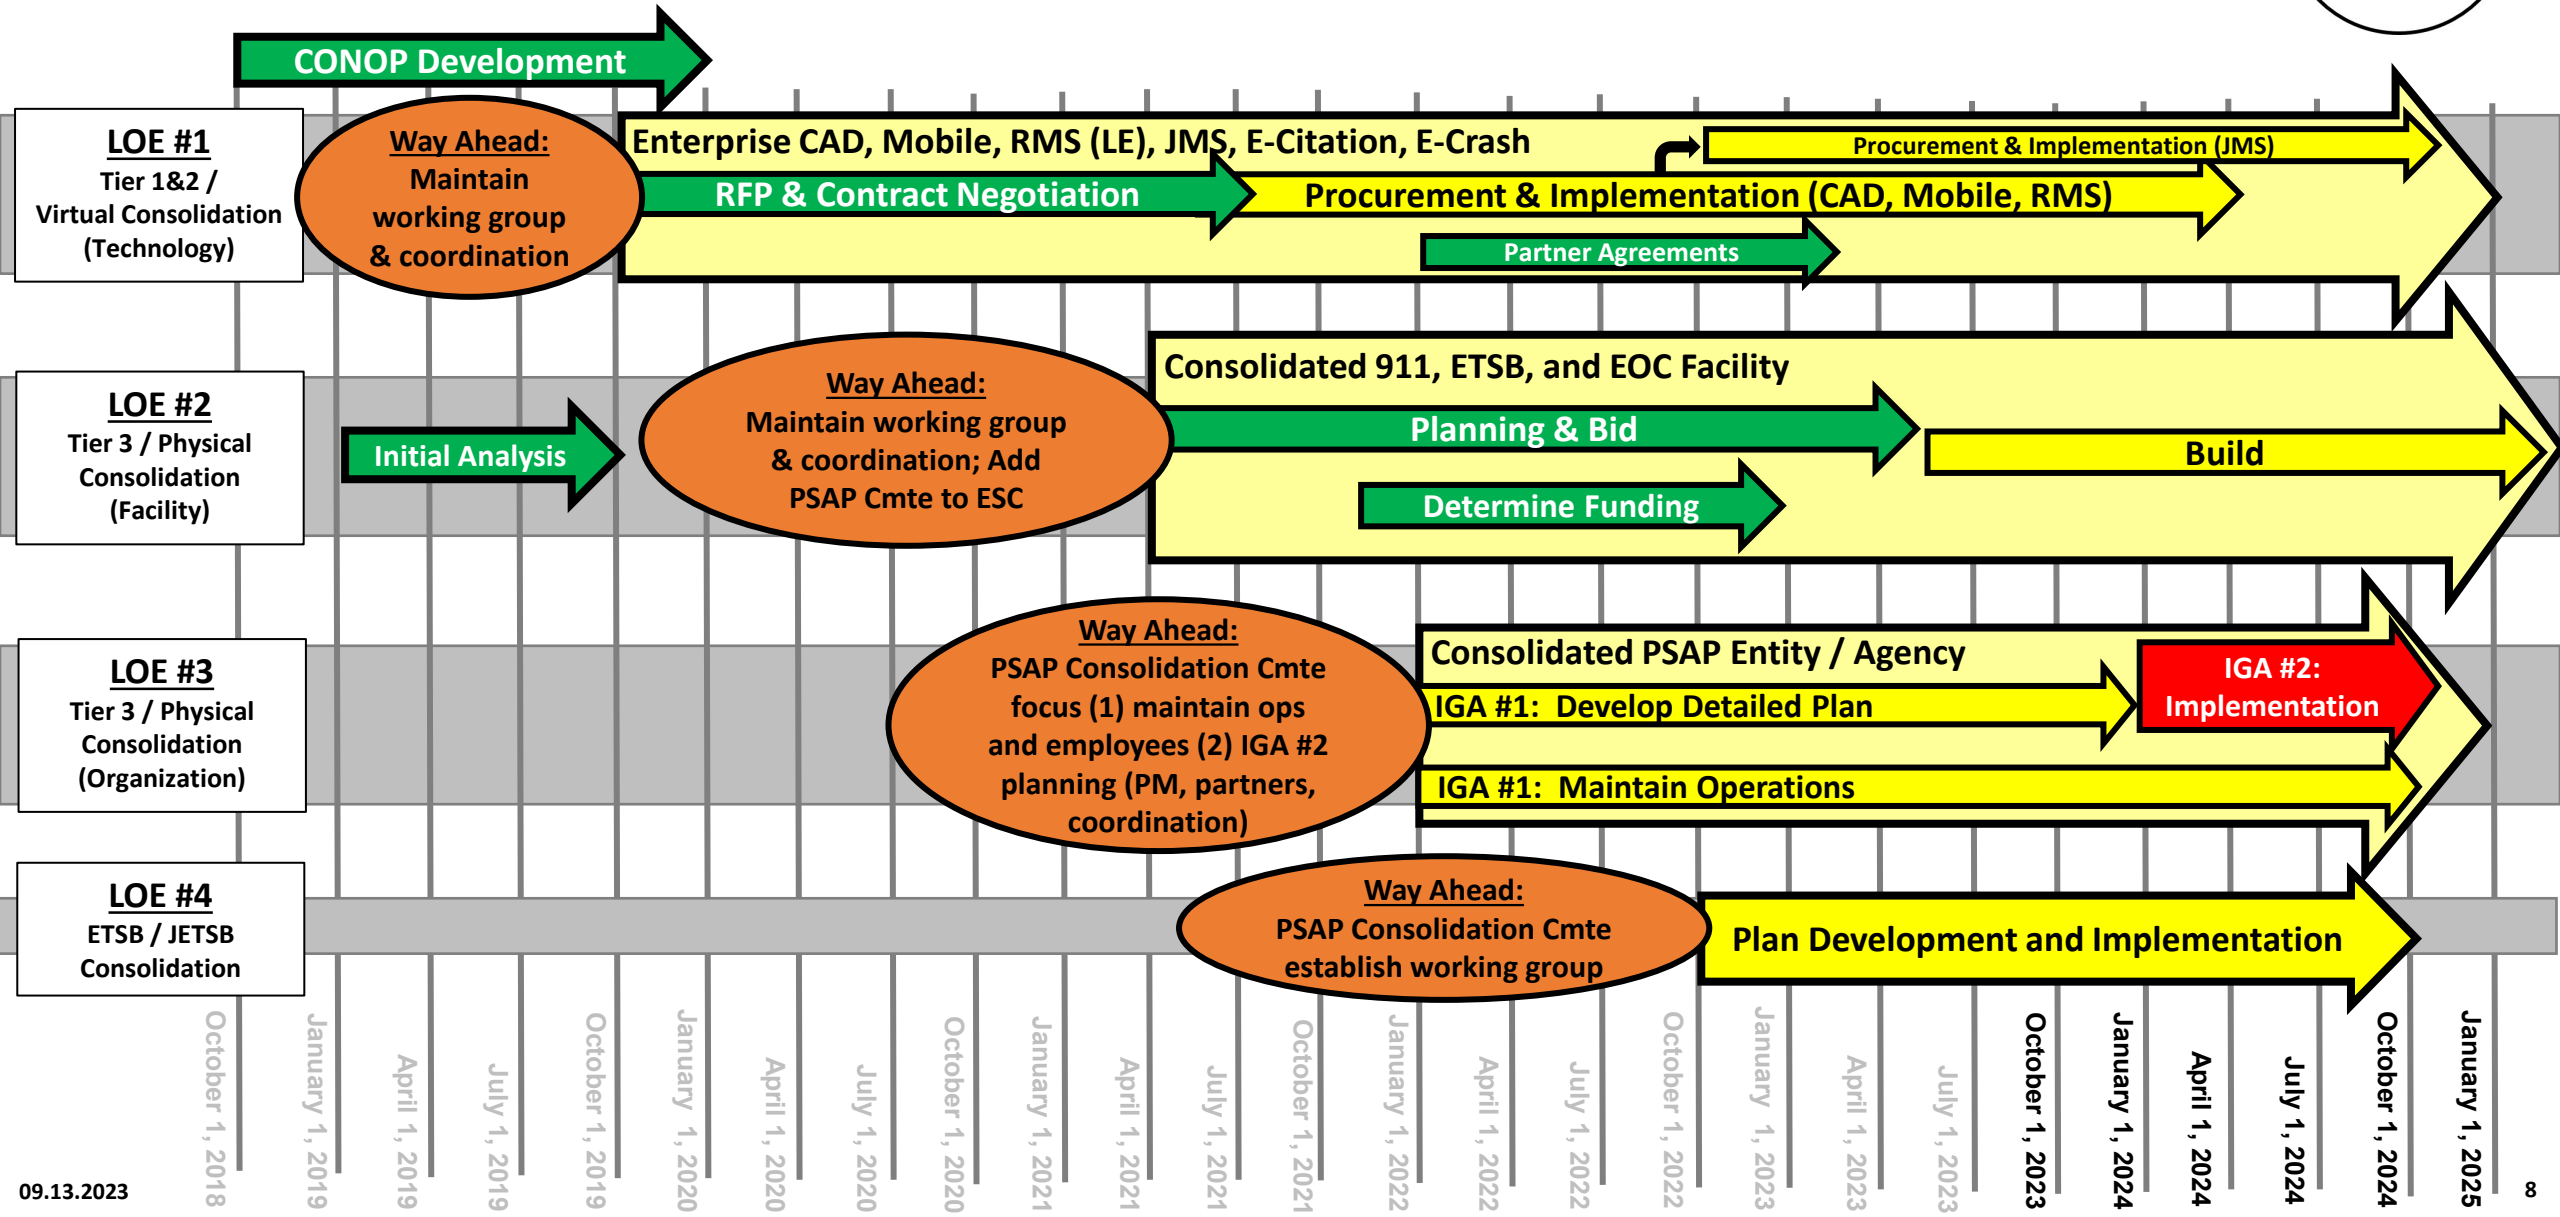 CONOP Development
LOE #1
Tier 1&2 /
Virtual Consolidation
(Technology)
Way Ahead:
Maintain
working group
& coordination
Enterprise CAD, Mobile, RMS (LE), JMS, E-Citation, E-Crash
Procurement & Implementation (JMS)
RFP & Contract Negotiation
Procurement & Implementation (CAD, Mobile, RMS)
Partner Agreements
LOE #2
Tier 3 / Physical
Consolidation
(Facility)
Initial Analysis
Way Ahead:
Maintain working group
& coordination; Add
PSAP Cmte to ESC
Consolidated 911, ETSB, and EOC Facility
Planning & Bid
Build
Determine Funding
LOE #3
Tier 3 / Physical
Consolidation
(Organization)
Way Ahead:
PSAP Consolidation Cmte
focus (1) maintain ops
and employees (2) IGA #2
planning (PM, partners,
coordination)
Consolidated PSAP Entity / Agency
IGA #1:  Develop Detailed Plan
IGA #2:
Implementation
IGA #1:  Maintain Operations
LOE #4
ETSB / JETSB
Consolidation
Way Ahead:
PSAP Consolidation Cmte
establish working group
Plan Development and Implementation
October 1, 2018
January 1, 2019
April 1, 2019
July 1, 2019
October 1, 2019
January 1, 2020
April 1, 2020
July 1, 2020
October 1, 2020
January 1, 2021
April 1, 2021
July 1, 2021
October 1, 2021
January 1, 2022
April 1, 2022
July 1, 2022
October 1, 2022
January 1, 2023
April 1, 2023
July 1, 2023
October 1, 2023
January 1, 2024
April 1, 2024
July 1, 2024
October 1, 2024
January 1, 2025
09.13.2023
8